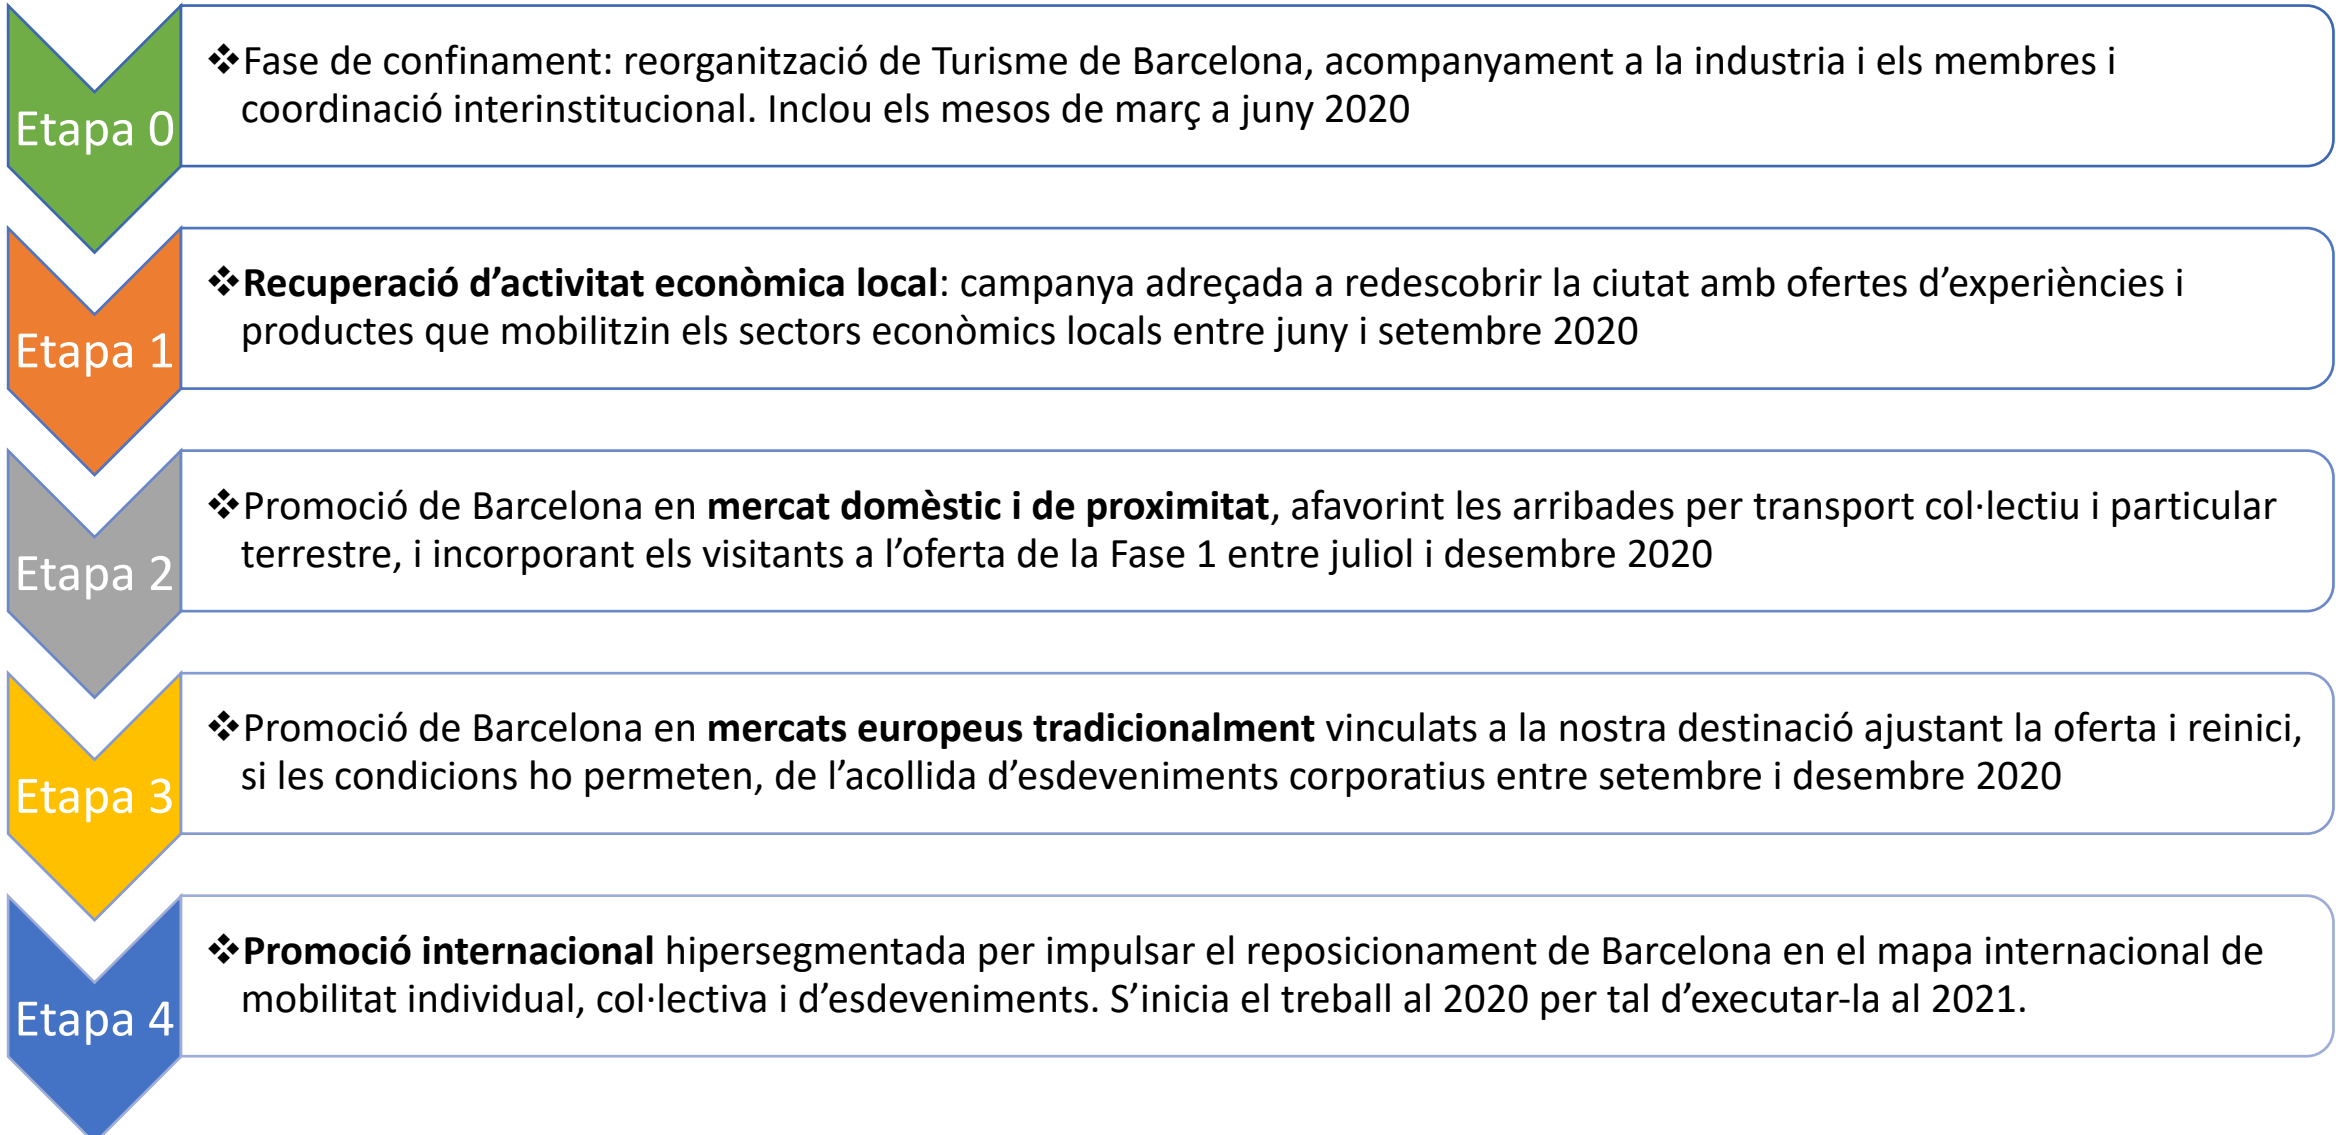 Etapa 0
❖Fase de confinament: reorganització de Turisme de Barcelona, acompanyament a la industria i els membres i
coordinació interinstitucional. Inclou els mesos de març a juny 2020
Etapa 1
❖Recuperació d’activitat econòmica local: campanya adreçada a redescobrir la ciutat amb ofertes d’experiències i
productes que mobilitzin els sectors econòmics locals entre juny i setembre 2020
Etapa 2
❖Promoció de Barcelona en mercat domèstic i de proximitat, afavorint les arribades per transport col·lectiu i particular
terrestre, i incorporant els visitants a l’oferta de la Fase 1 entre juliol i desembre 2020
Etapa 3
❖Promoció de Barcelona en mercats europeus tradicionalment vinculats a la nostra destinació ajustant la oferta i reinici,
si les condicions ho permeten, de l’acollida d’esdeveniments corporatius entre setembre i desembre 2020
Etapa 4
❖Promoció internacional hipersegmentada per impulsar el reposicionament de Barcelona en el mapa internacional de
mobilitat individual, col·lectiva i d’esdeveniments. S’inicia el treball al 2020 per tal d’executar-la al 2021.